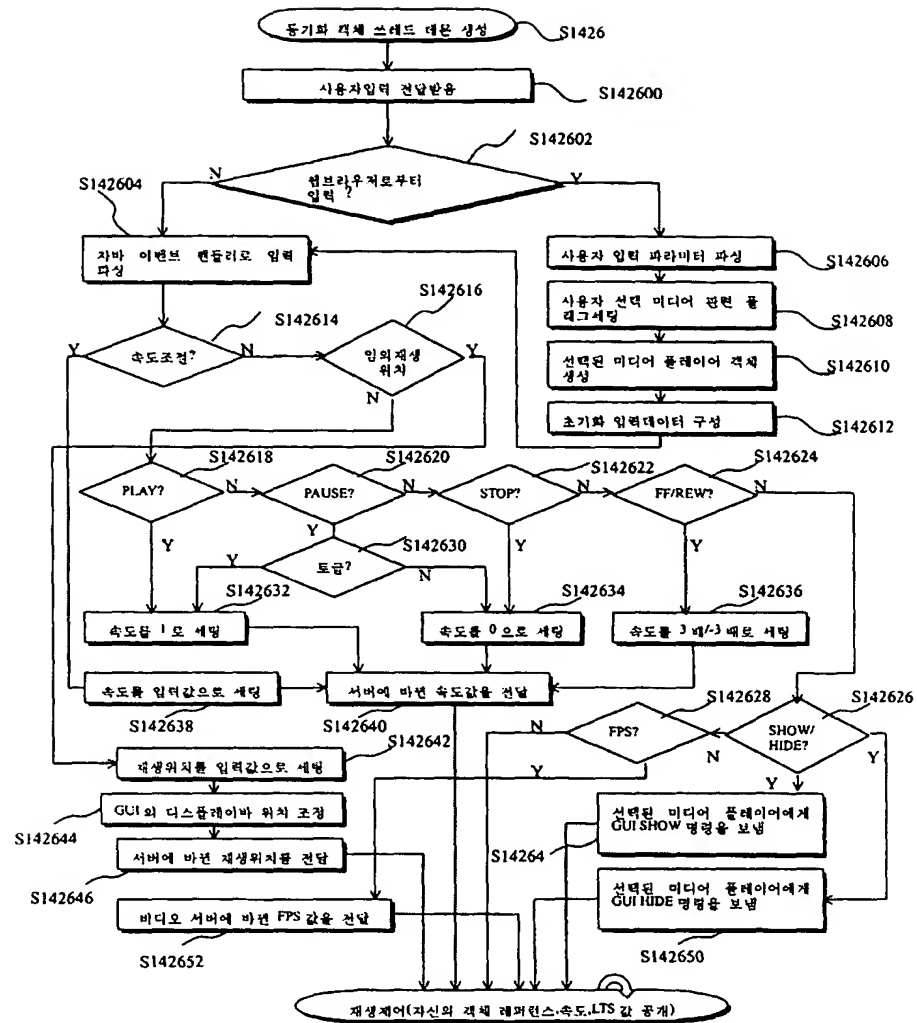 동기화 객체 쓰레드 데몬 생성
S1426
사용자입력 전달받음
S142600
S142602
웹브라우저로부터
입력?
N
Y
S142604
자바 이벤트 핸들러로 입력
파싱
사용자 입력 파라미터 파싱
S142606
사용자 선택 미디어 관련 플
래그세팅
S142608
선택된 미디어 플레이어 객체
생성
S142610
초기화 입력데이터 구성
S142612
S142614
속도조정?
Y
N
S142616
임의재생
위치
Y
N
S142618
PLAY?
N
Y
S142620
PAUSE?
N
Y
S142622
STOP?
N
Y
S142624
FF/REW?
N
Y
S142630
토글?
Y
N
S142632
속도를 1로 세팅
S142634
속도를 0으로 세팅
S142636
속도를 3배/-3배로 세팅
속도를 입력값으로 세팅
S142638
서버에 바뀐 속도값을 전달
S142640
S142628
FPS?
N
Y
S142626
SHOW/
HIDE?
N
Y
Y
S142642
재생위치를 입력값으로 세팅
GUI의 디스플레이바 위치 조정
S142644
서버에 바뀐 재생위치를 전달
S142646
선택된 미디어 플레이어에게
GUI SHOW 명령을 보냄
S14264
선택된 미디어 플레이어에게
GUI HIDE 명령을 보냄
S142650
비디오 서버에 바뀐 FPS 값을 전달
S142652
재생제어(자신의 객체 레퍼런스,속도,LTS 값 공개)